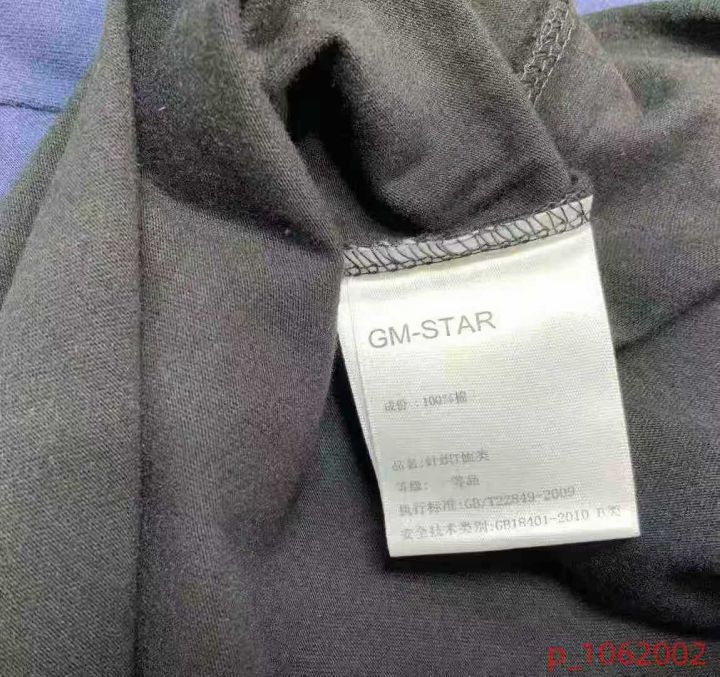 GM-STAR
成份:100%棉
品名:针织T恤类
等级: 一等品
执行标准:GB/T22849-2009
安全技术类别:GB18401-2010 B类
p_1062002